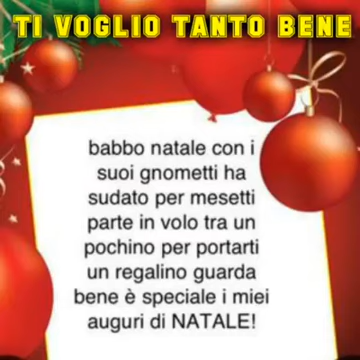 TI VOGLIO TANTO BENE
babbo natale con i
suoi gnometti ha
sudato per mesetti
parte in volo tra un
pochino per portarti
un regalino guarda
bene è speciale i miei
auguri di NATALE!